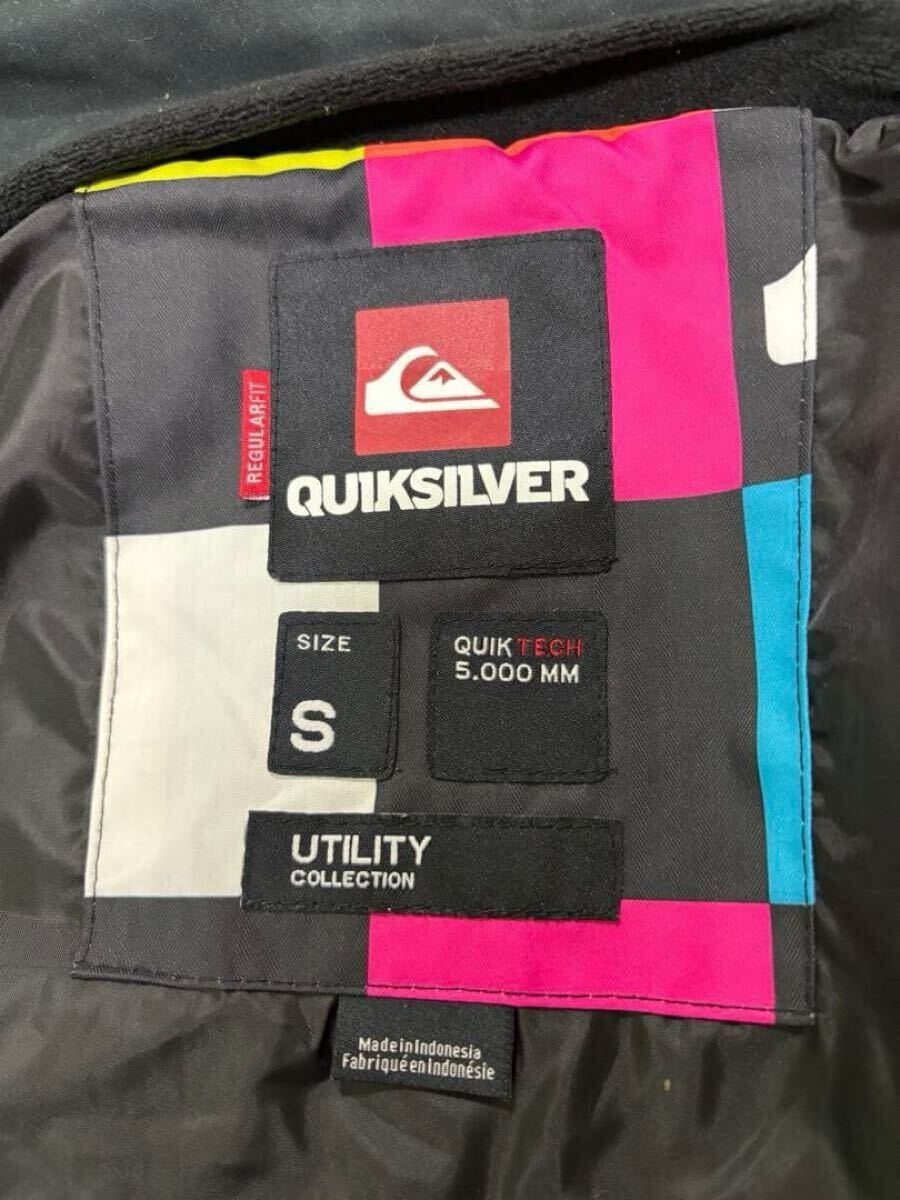 REGULARFIT
QUIKSILVER
SIZE
S
QUIKTECH
5.000 MM
UTILITY
COLLECTION
Made in Indonesia
Fabriqué en Indonésie